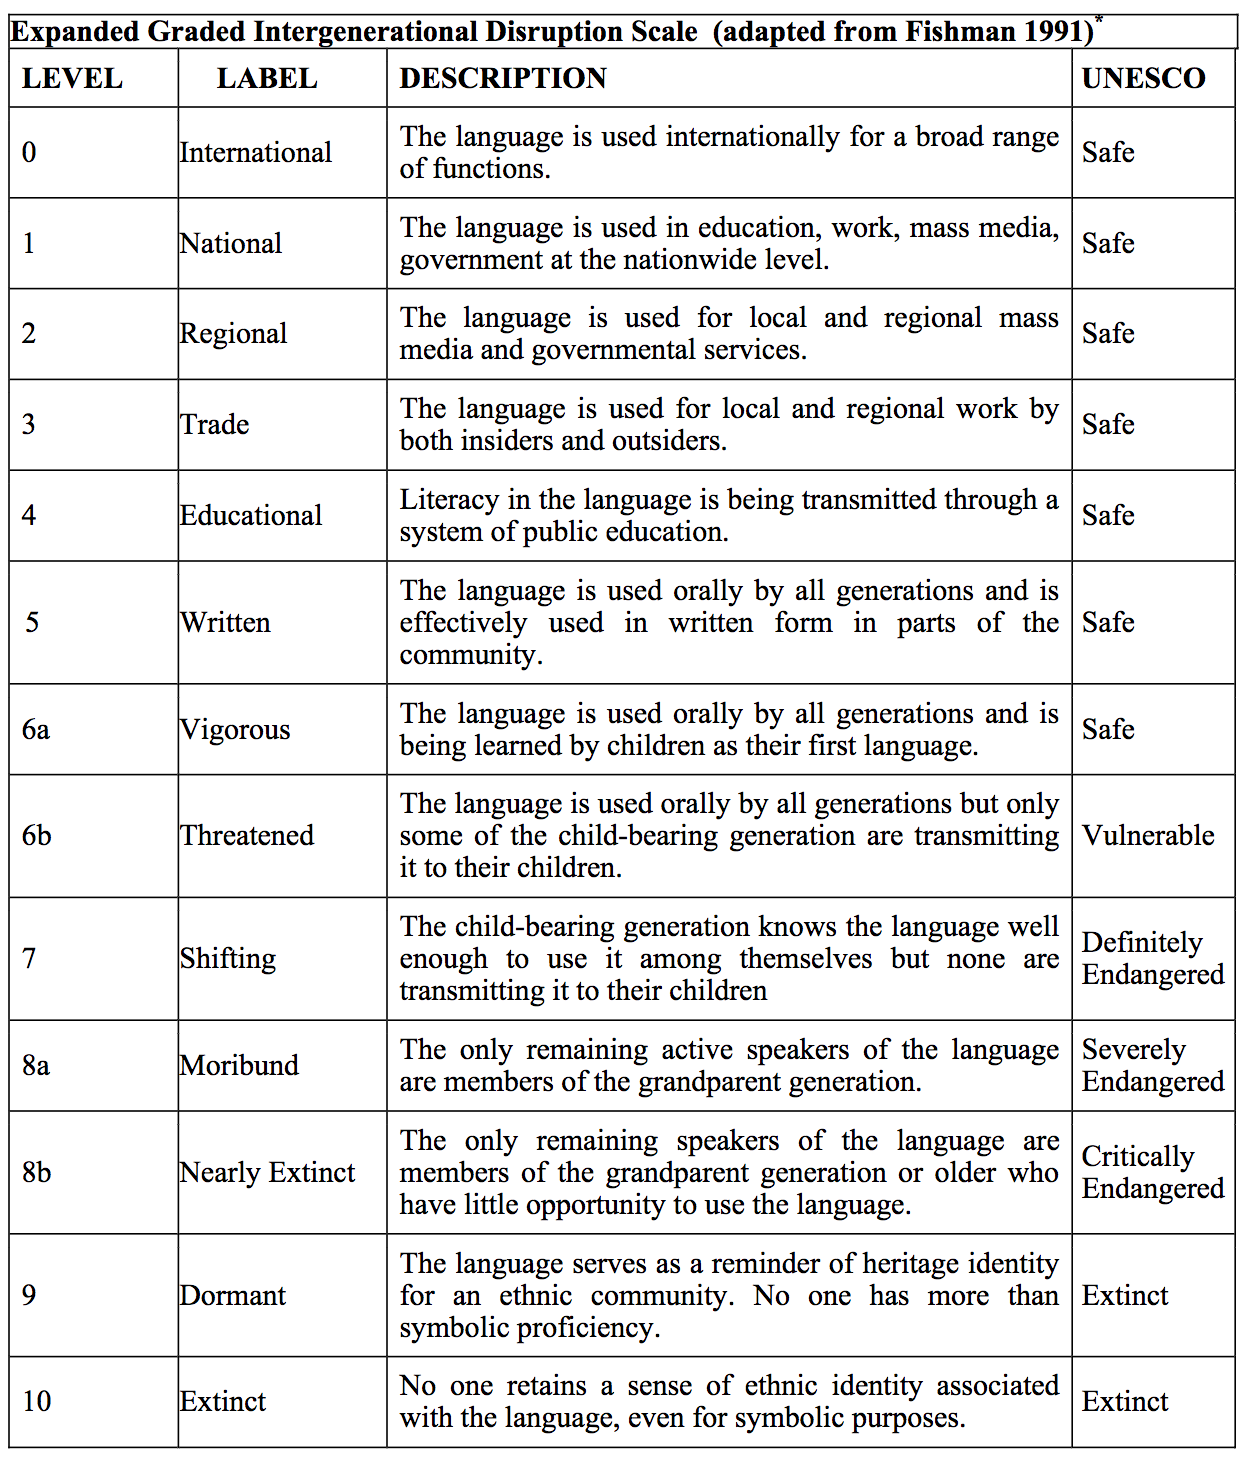 Expanded Graded Intergenerational Disruption Scale (adapted from Fishman 1991)*
LEVEL LABEL DESCRIPTION UNESCO
0 International The language is used internationally for a broad range
of functions. Safe
1 National The language is used in education, work, mass media,
government at the nationwide level. Safe
2 Regional The language is used for local and regional mass
media and governmental services. Safe
3 Trade The language is used for local and regional work by
both insiders and outsiders. Safe
4 Educational Literacy in the language is being transmitted through a
system of public education. Safe
5 Written The language is used orally by all generations and is
effectively used in written form in parts of the
community. Safe
6a Vigorous The language is used orally by all generations and is
being learned by children as their first language. Safe
6b Threatened The language is used orally by all generations but only
some of the child-bearing generation are transmitting
it to their children. Vulnerable
7 Shifting The child-bearing generation knows the language well
enough to use it among themselves but none are
transmitting it to their children Definitely
Endangered
8a Moribund The only remaining active speakers of the language
are members of the grandparent generation. Severely
Endangered
8b Nearly Extinct The only remaining speakers of the language are
members of the grandparent generation or older who
have little opportunity to use the language. Critically
Endangered
9 Dormant The language serves as a reminder of heritage identity
for an ethnic community. No one has more than
symbolic proficiency. Extinct
10 Extinct No one retains a sense of ethnic identity associated
with the language, even for symbolic purposes. Extinct